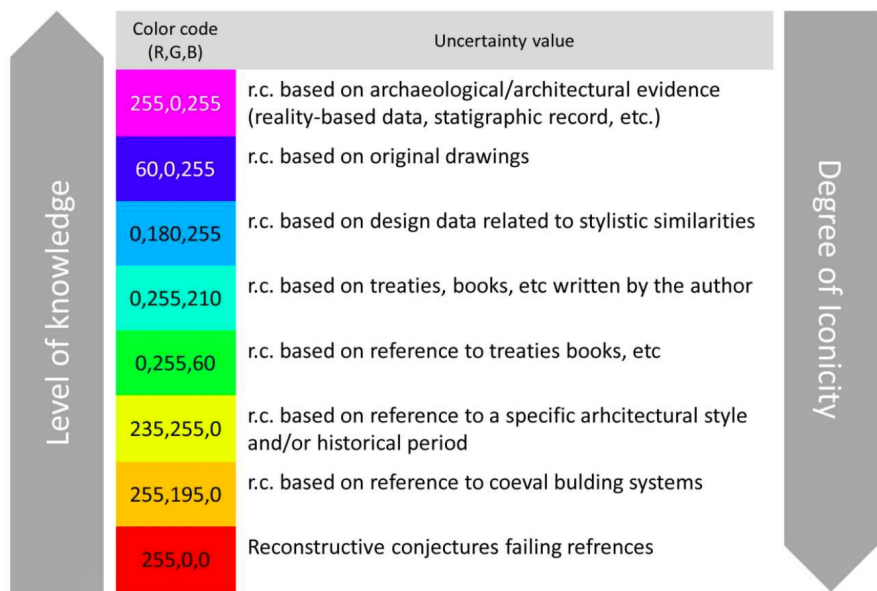 Color code
(R,G,B)
Uncertainty value
255,0,255
r.c. based on archaeological/architectural evidence
(reality-based data, statigraphic record, etc.)
60,0,255
r.c. based on original drawings
0,180,255
r.c. based on design data related to stylistic similarities
0,255,210
r.c. based on treaties, books, etc written by the author
0,255,60
r.c. based on reference to treaties books, etc
235,255,0
r.c. based on reference to a specific arhcitectural style
and/or historical period
255,195,0
r.c. based on reference to coeval bulding systems
255,0,0
Reconstructive conjectures failing refrences
Level of knowledge
Degree of Iconicity